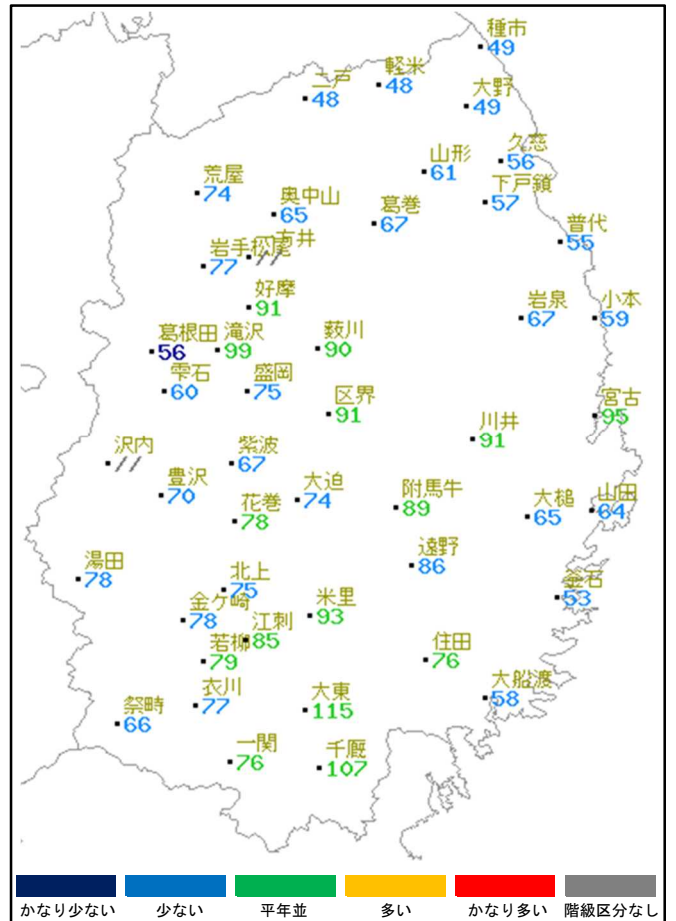 種市
49
二戸
48
軽米
48
大野
49
久慈
56
山形
61
下戸鎖
57
荒屋
74
奥中山
65
葛巻
67
普代
55
岩手松尾
77
//
好摩
91
岩泉
67
小本
59
葛根田
56
滝沢
99
薮川
90
雫石
60
盛岡
75
区界
91
川井
91
宮古
95
沢内
//
紫波
67
豊沢
70
大迫
74
花巻
78
附馬牛
89
大槌
65
山田
64
遠野
86
湯田
78
北上
75
釜石
53
金ケ崎
78
江刺
85
米里
93
若柳
79
住田
76
衣川
77
大東
115
大船渡
58
祭畤
66
一関
76
千厩
107
かなり少ない 少ない 平年並 多い かなり多い 階級区分なし